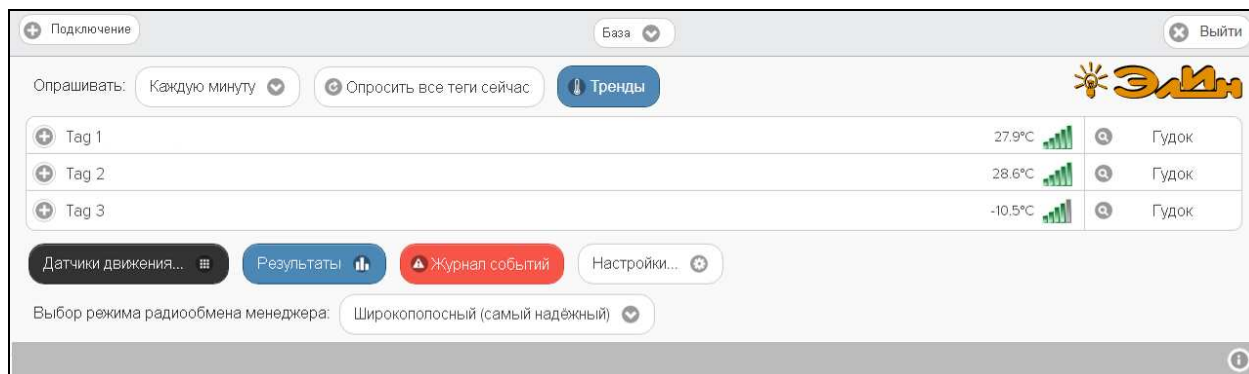 Подключение База Выйти
Опрашивать: Каждую минуту Опросить все теги сейчас Тренды ЭлИн
Tag 1 27.9°C Гудок
Tag 2 28.6°C Гудок
Tag 3 -10.5°C Гудок
Датчики движения... Результаты Журнал событий Настройки...
Выбор режима радиообмена менеджера: Широкополосный (самый надёжный)